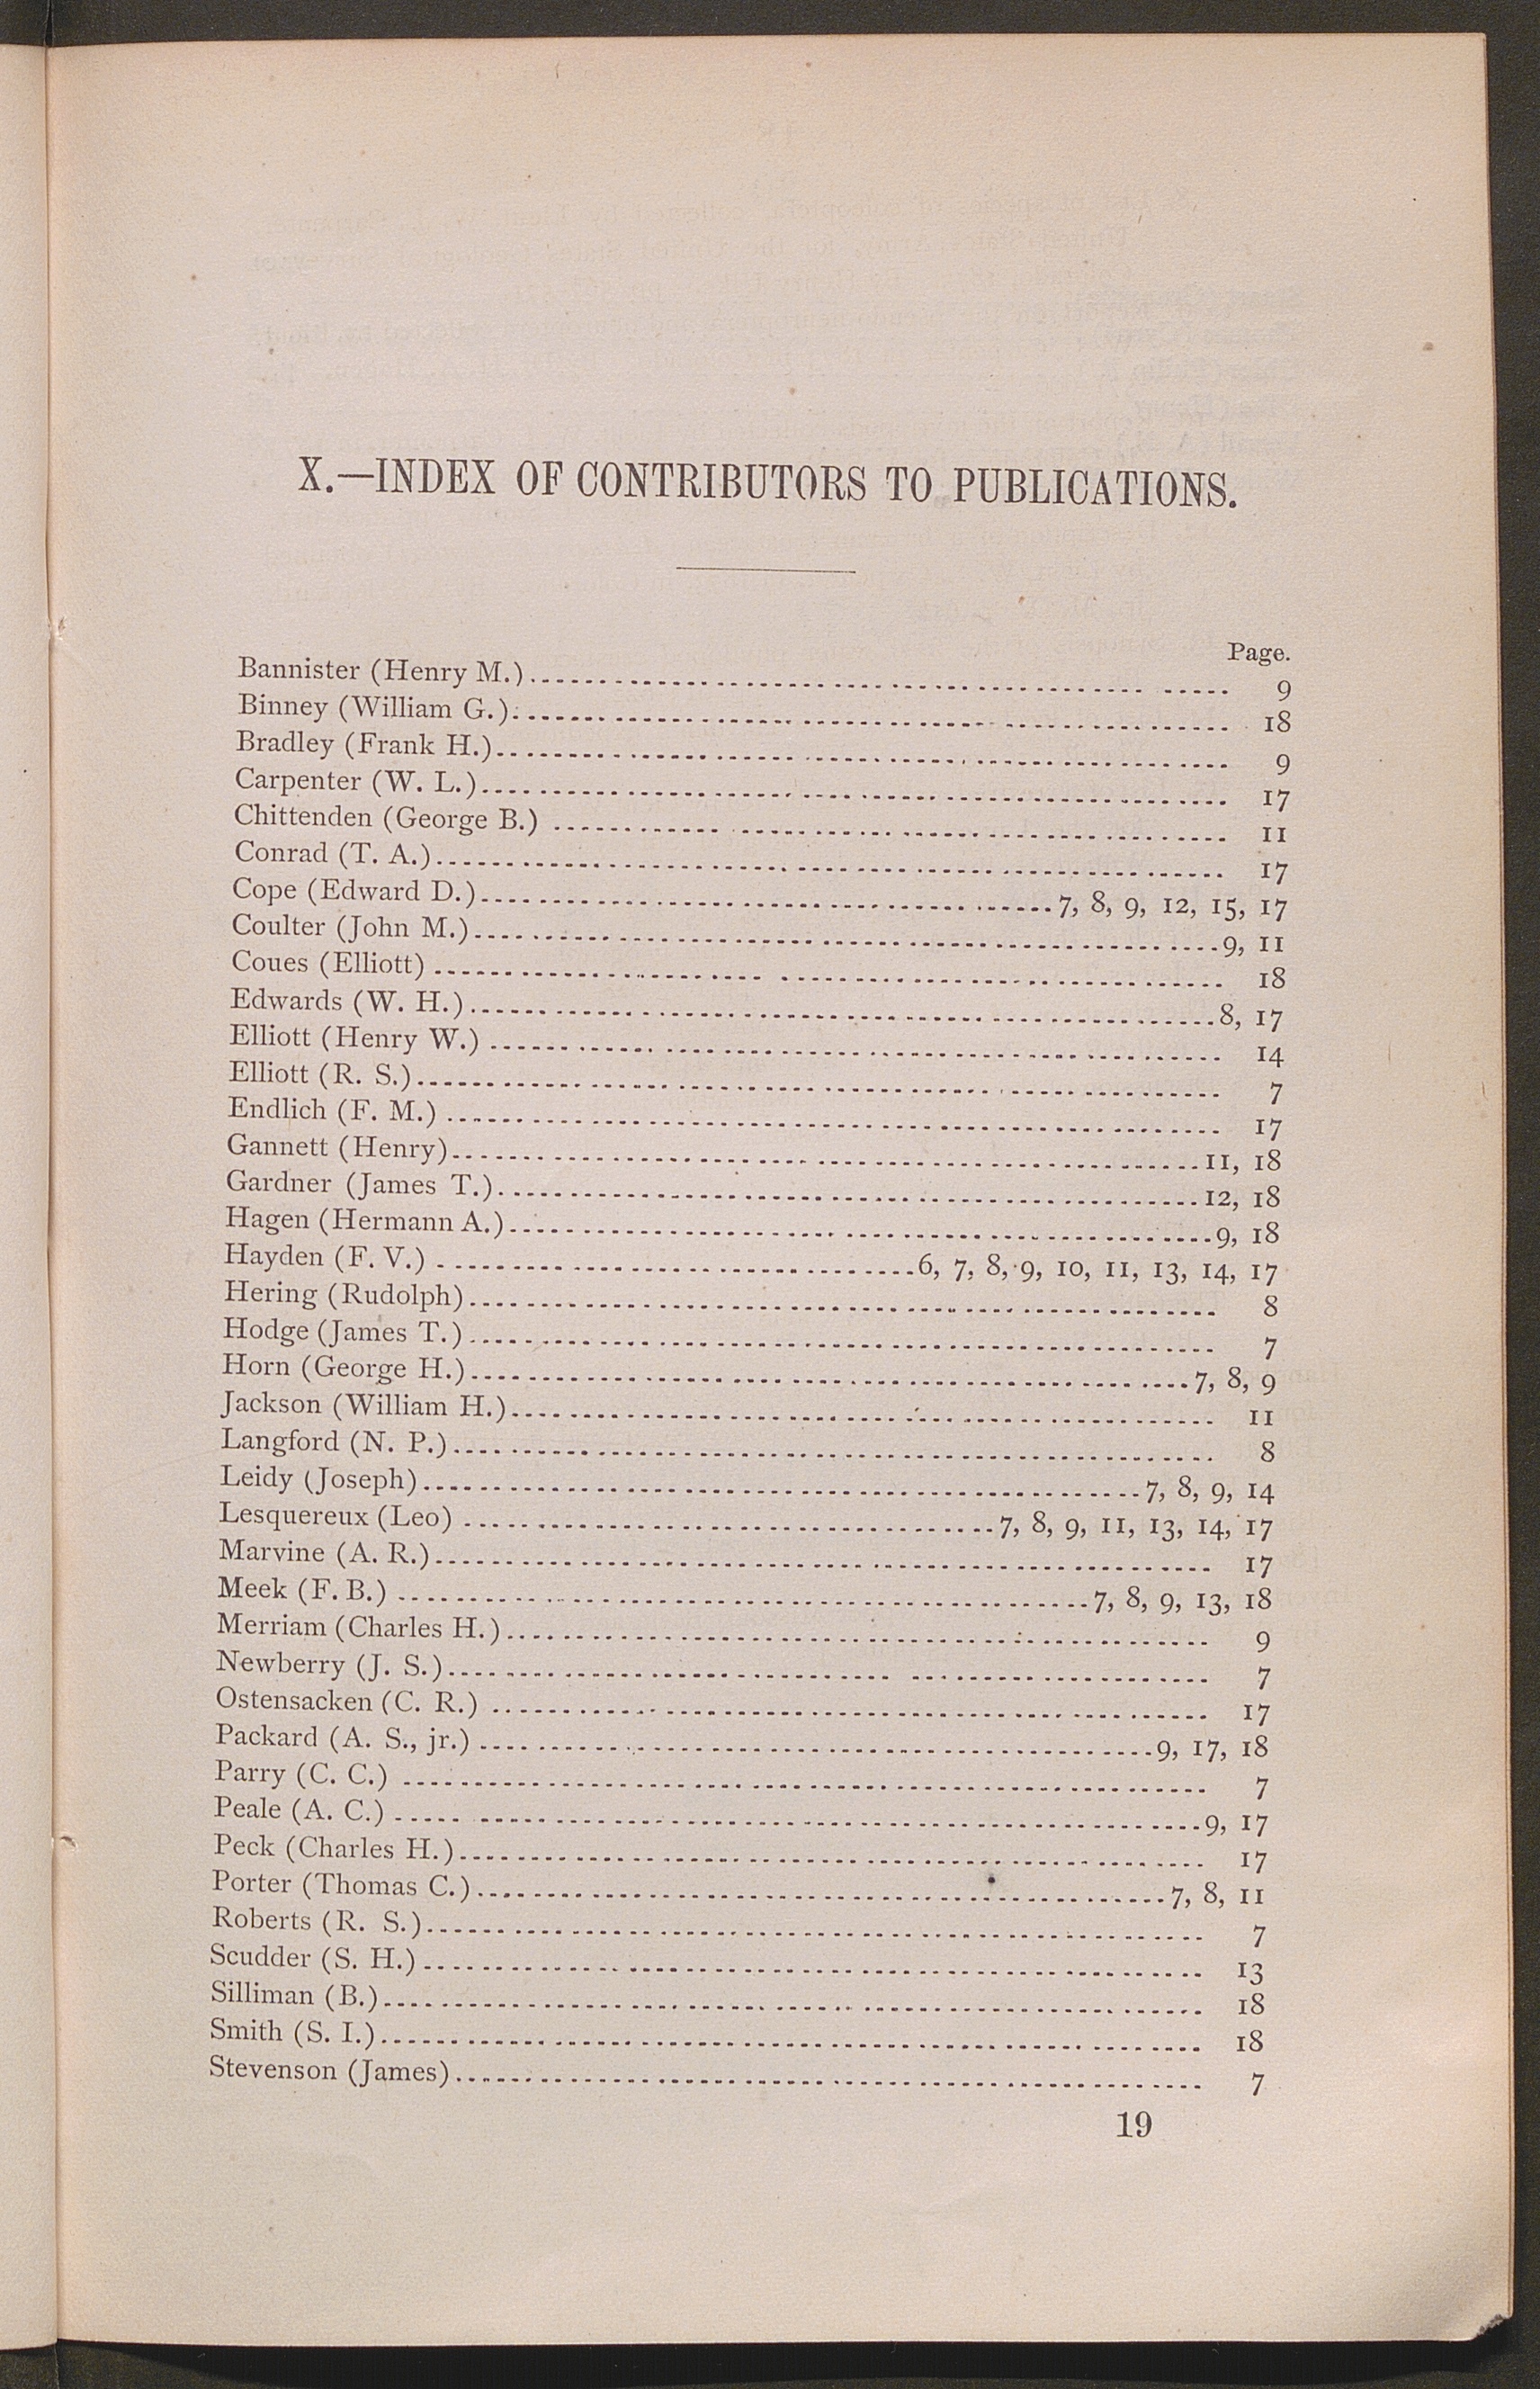 X.—INDEX OF CONTRIBUTORS TO PUBLICATIONS.
Page.
Bannister (Henry M.) 9
Binney (William G.) 18
Bradley (Frank H.) 9
Carpenter (W. L.) 17
Chittenden (George B.) 11
Conrad (T. A.) 17
Cope (Edward D.) 7, 8, 9, 12, 15, 17
Coulter (John M.) 9, 11
Coues (Elliott) 18
Edwards (W. H.) 8, 17
Elliott (Henry W.) 14
Elliott (R. S.) 7
Endlich (F. M.) 17
Gannett (Henry) 11, 18
Gardner (James T.) 12, 18
Hagen (Hermann A.) 9, 18
Hayden (F. V.) 6, 7, 8, 9, 10, 11, 13, 14, 17
Hering (Rudolph) 8
Hodge (James T.) 7
Horn (George H.) 7, 8, 9
Jackson (William H.) 11
Langford (N. P.) 8
Leidy (Joseph) 7, 8, 9, 14
Lesquereux (Leo) 7, 8, 9, 11, 13, 14, 17
Marvine (A. R.) 17
Meek (F. B.) 7, 8, 9, 13, 18
Merriam (Charles H.) 9
Newberry (J. S.) 7
Ostensacken (C. R.) 17
Packard (A. S., jr.) 9, 17, 18
Parry (C. C.) 7
Peale (A. C.) 9, 17
Peck (Charles H.) 17
Porter (Thomas C.) 7, 8, 11
Roberts (R. S.) 7
Scudder (S. H.) 13
Silliman (B.) 18
Smith (S. I.) 18
Stevenson (James) 7
19